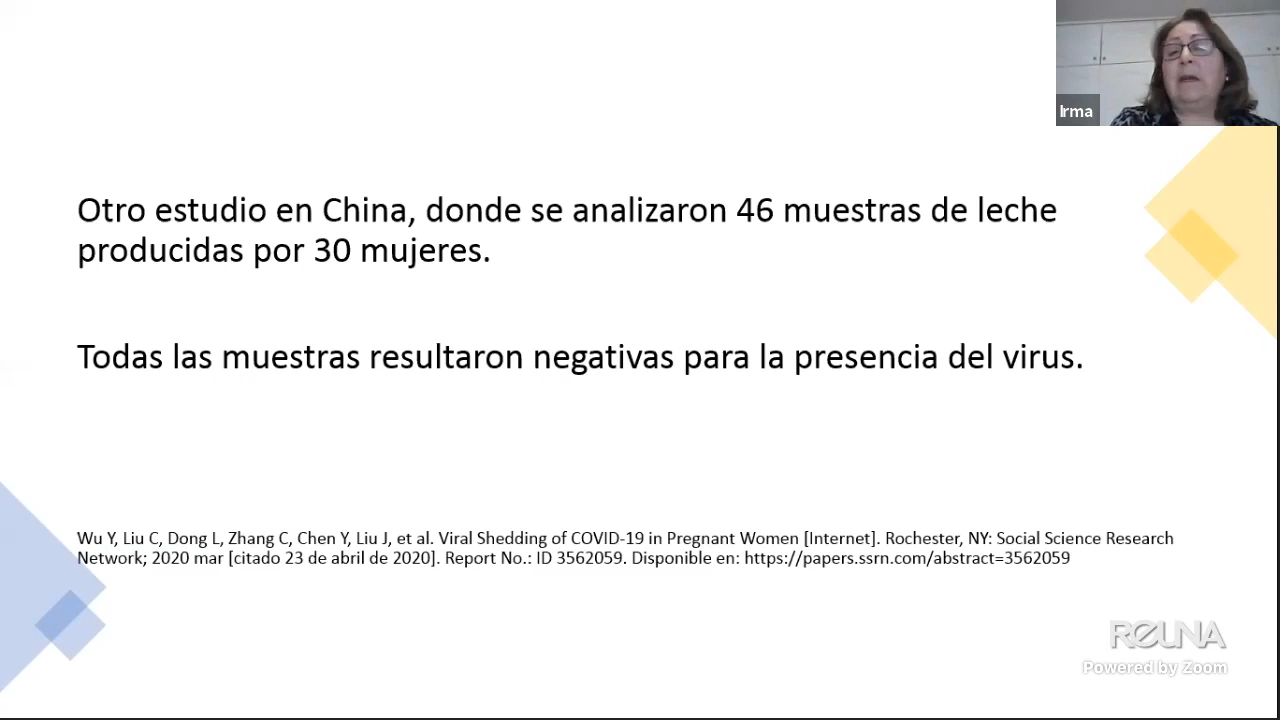 Irma
Otro estudio en China, donde se analizaron 46 muestras de leche
producidas por 30 mujeres.
Todas las muestras resultaron negativas para la presencia del virus.
Wu Y, Liu C, Dong L, Zhang C, Chen Y, Liu J, et al. Viral Shedding of COVID-19 in Pregnant Women [Internet]. Rochester, NY: Social Science Research
Network; 2020 mar [citado 23 de abril de 2020]. Report No.: ID 3562059. Disponible en: https://papers.ssrn.com/abstract=3562059
REUNA
Powered by Zoom